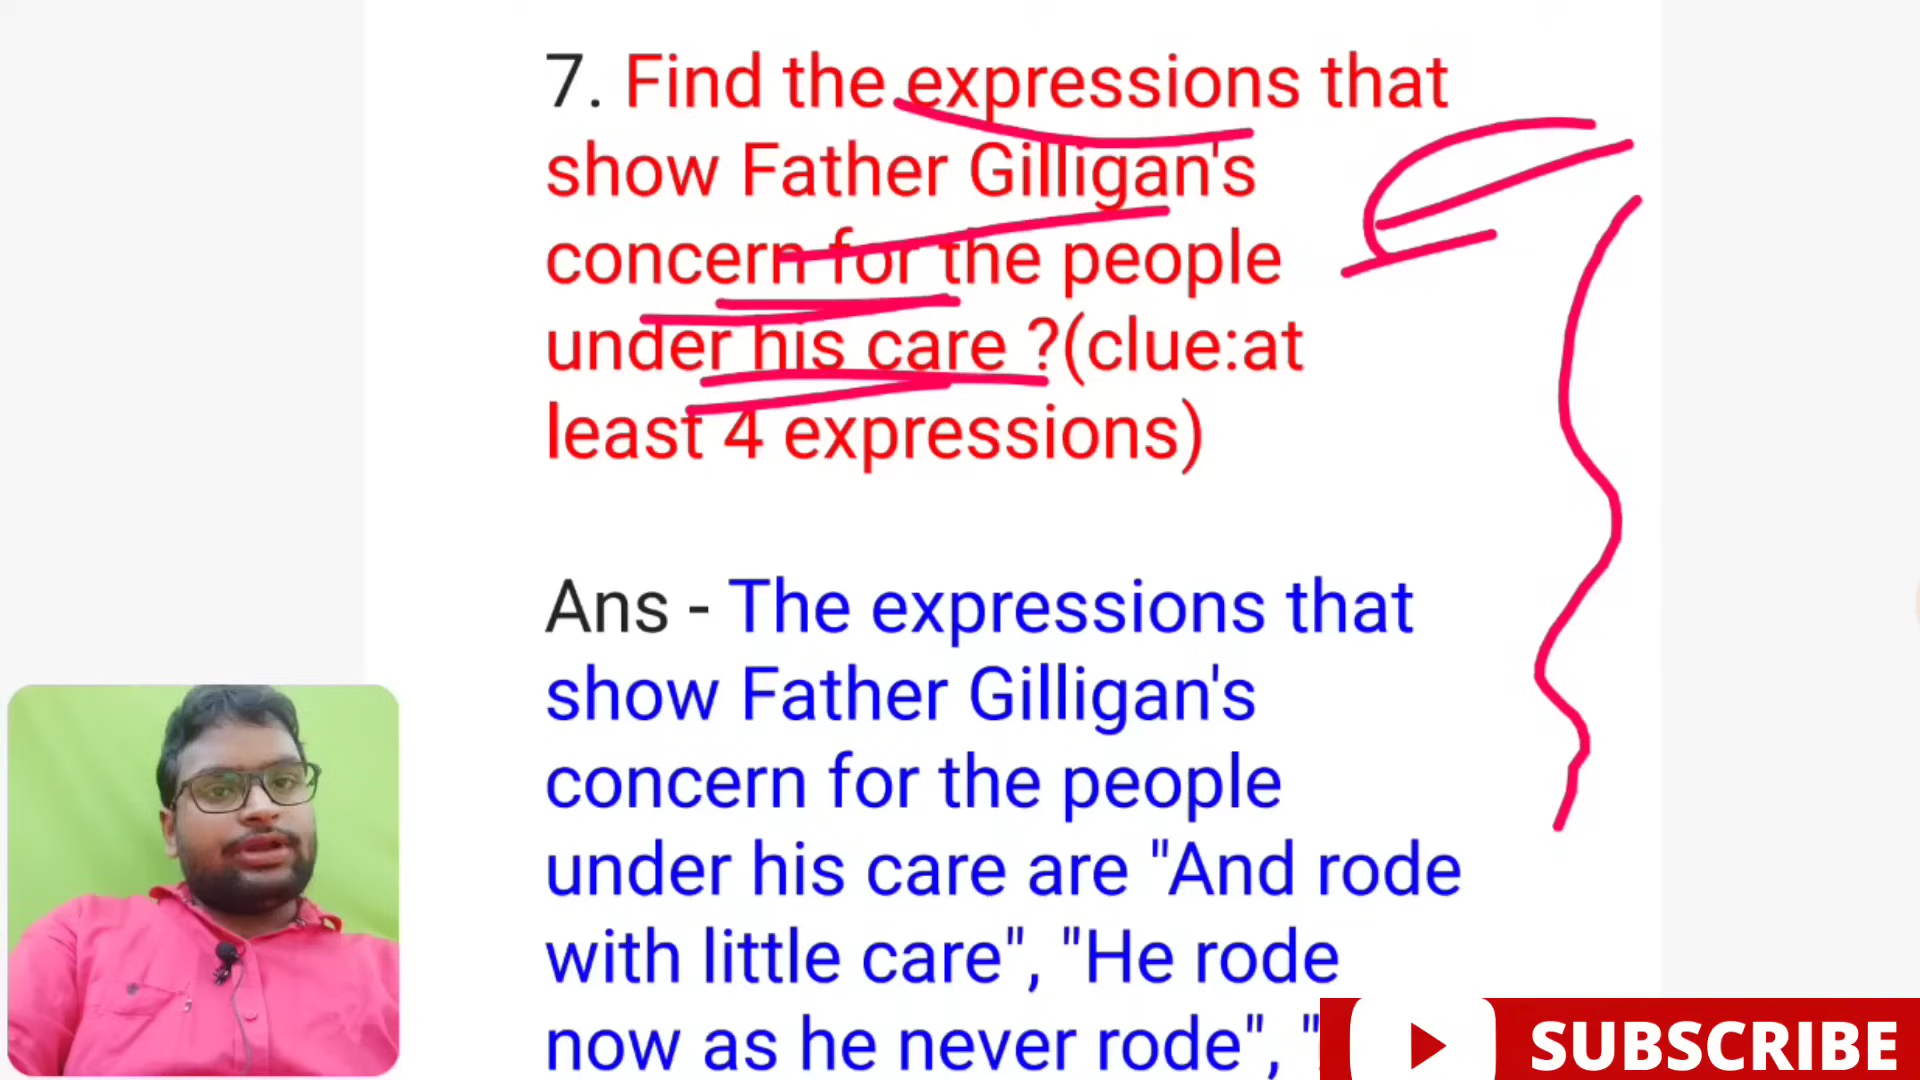 7. Find the expressions that
show Father Gilligan's
concern for the people
under his care ?(clue:at
least 4 expressions)
Ans - The expressions that
show Father Gilligan's
concern for the people
under his care are "And rode
with little care", "He rode
now as he never rode", "
SUBSCRIBE